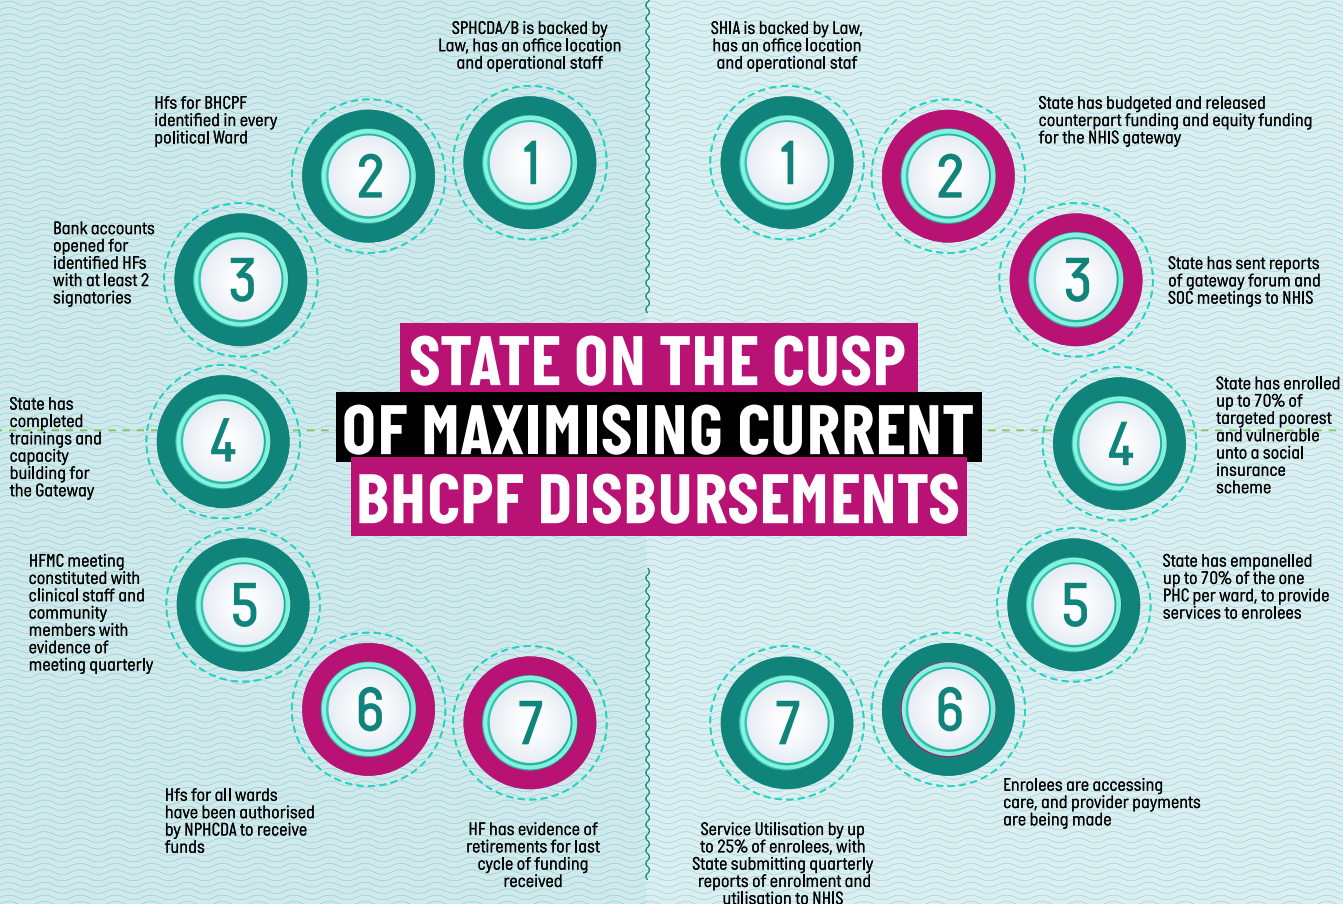 SPHCDA/B is backed by
Law, has an office location
and operational staff
1
Hfs for BHCPF
identified in every
political Ward
2
Bank accounts
opened for
identified HFs
with at least 2
signatories
3
State has
completed
trainings and
capacity
building for
the Gateway
4
HFMC meeting
constituted with
clinical staff and
community
members with
evidence of
meeting quarterly
5
Hfs for all wards
have been authorised
by NPHCDA to receive
funds
6
HF has evidence of
retirements for last
cycle of funding
received
7
STATE ON THE CUSP
OF MAXIMISING CURRENT
BHCPF DISBURSEMENTS
SHIA is backed by Law,
has an office location
and operational staf
1
State has budgeted and released
counterpart funding and equity funding
for the NHIS gateway
2
State has sent reports
of gateway forum and
SOC meetings to NHIS
3
State has enrolled
up to 70% of
targeted poorest
and vulnerable
unto a social
insurance
scheme
4
State has empanelled
up to 70% of the one
PHC per ward, to provide
services to enrolees
5
Enrolees are accessing
care, and provider payments
are being made
6
Service Utilisation by up
to 25% of enrolees, with
State submitting quarterly
reports of enrolment and
utilisation to NHIS
7